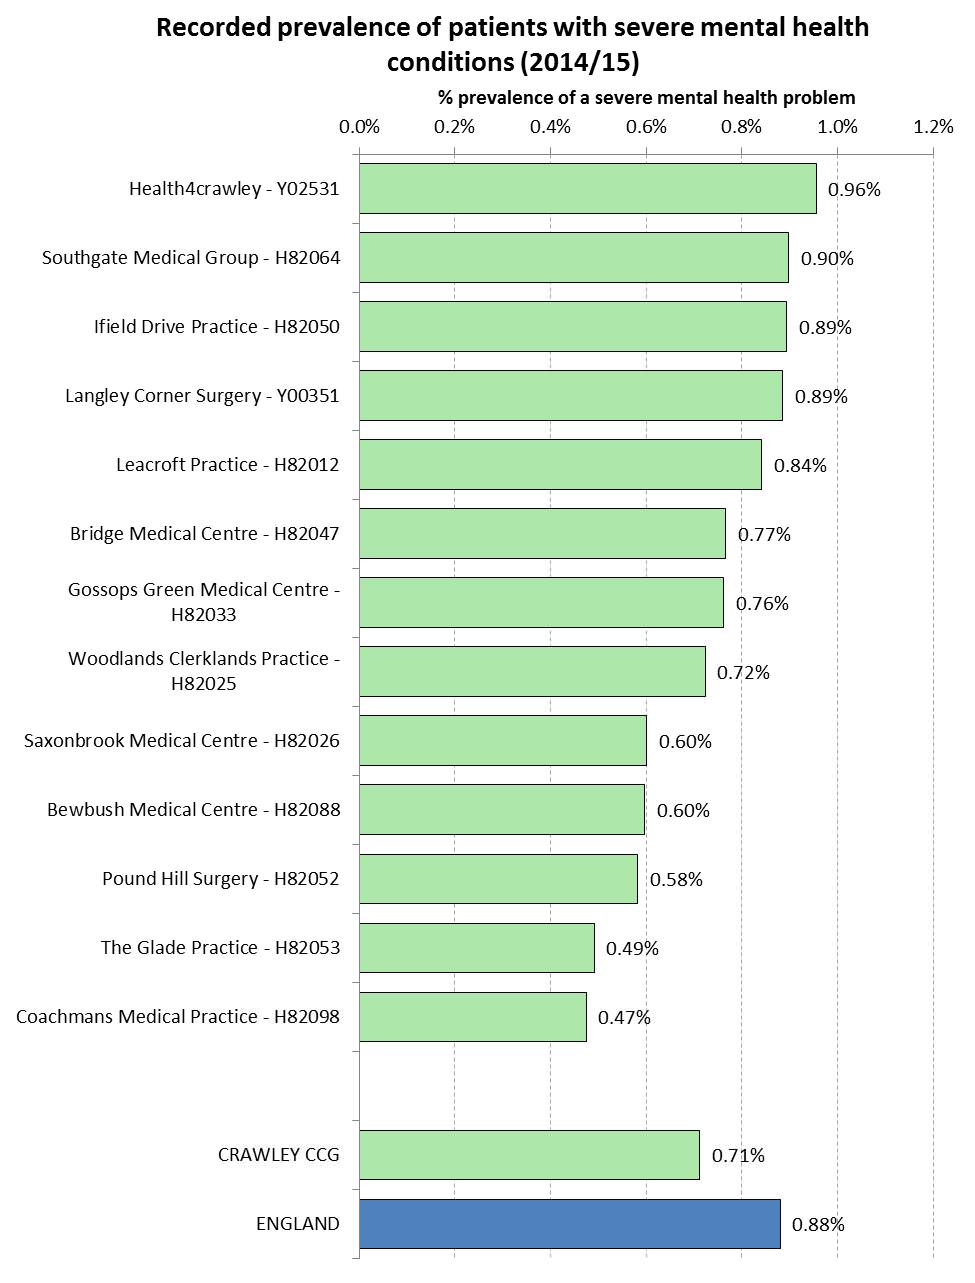 Recorded prevalence of patients with severe mental health
conditions (2014/15)
% prevalence of a severe mental health problem
0.0% 0.2% 0.4% 0.6% 0.8% 1.0% 1.2%
Health4crawley - Y02531 0.96%
Southgate Medical Group - H82064 0.90%
Ifield Drive Practice - H82050 0.89%
Langley Corner Surgery - Y00351 0.89%
Leacroft Practice - H82012 0.84%
Bridge Medical Centre - H82047 0.77%
Gossops Green Medical Centre -
H82033 0.76%
Woodlands Clerklands Practice -
H82025 0.72%
Saxonbrook Medical Centre - H82026 0.60%
Bewbush Medical Centre - H82088 0.60%
Pound Hill Surgery - H82052 0.58%
The Glade Practice - H82053 0.49%
Coachmans Medical Practice - H82098 0.47%
CRAWLEY CCG 0.71%
ENGLAND 0.88%